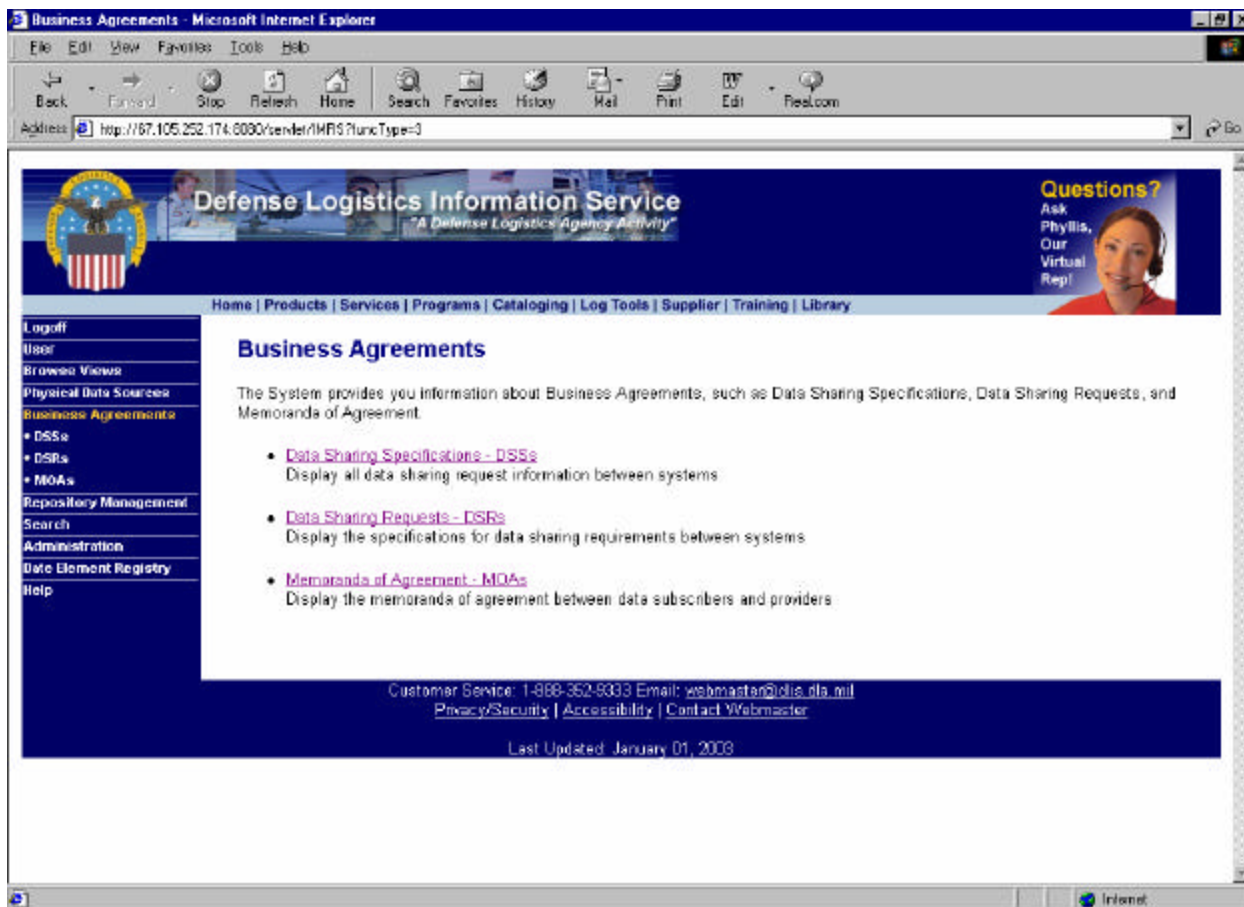 Business Agreements - Microsoft Internet Explorer
File Edit View Favorites Tools Help
Back Forward Stop Refresh Home Search Favorites History Mail Print Edit Real.com
Address http://67.105.252.174:8080/servlet/IMRIS?funcType=3 Go
Defense Logistics Information Service
"A Defense Logistics Agency Activity"
Questions?
Ask
Phyllis,
Our
Virtual
Rep!
Home | Products | Services | Programs | Cataloging | Log Tools | Supplier | Training | Library
Logoff
User
Browse Views
Physical Data Sources
Business Agreements
• DSSs
• DSRs
• MOAs
Repository Management
Search
Administration
Date Element Registry
Help
Business Agreements
The System provides you information about Business Agreements, such as Data Sharing Specifications, Data Sharing Requests, and
Memoranda of Agreement.
• Data Sharing Specifications - DSSs
Display all data sharing request information between systems
• Data Sharing Requests - DSRs
Display the specifications for data sharing requirements between systems
• Memoranda of Agreement - MOAs
Display the memoranda of agreement between data subscribers and providers
Customer Service: 1-888-352-9333 Email: webmaster@dlis.dla.mil
Privacy/Security | Accessibility | Contact Webmaster
Last Updated: January 01, 2003
Internet